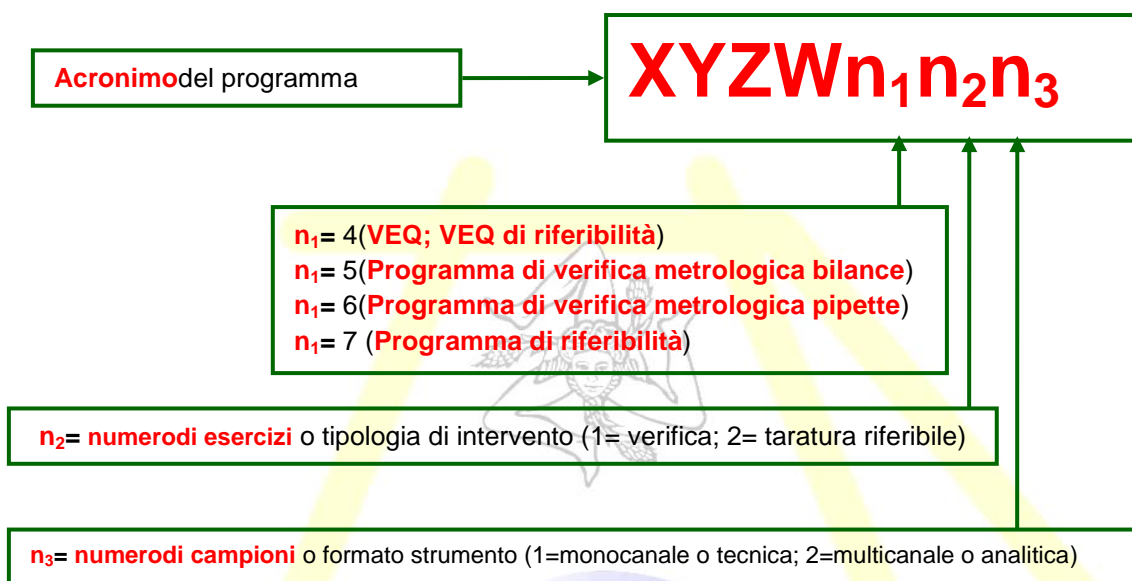 Acronimodel programma
XYZWn₁n₂n₃
n₁= 4(VEQ; VEQ di riferibilità)
n₁= 5(Programma di verifica metrologica bilance)
n₁= 6(Programma di verifica metrologica pipette)
n₁= 7 (Programma di riferibilità)
n₂= numerodi esercizi o tipologia di intervento (1= verifica; 2= taratura riferibile)
n₃= numerodi campioni o formato strumento (1=monocanale o tecnica; 2=multicanale o analitica)